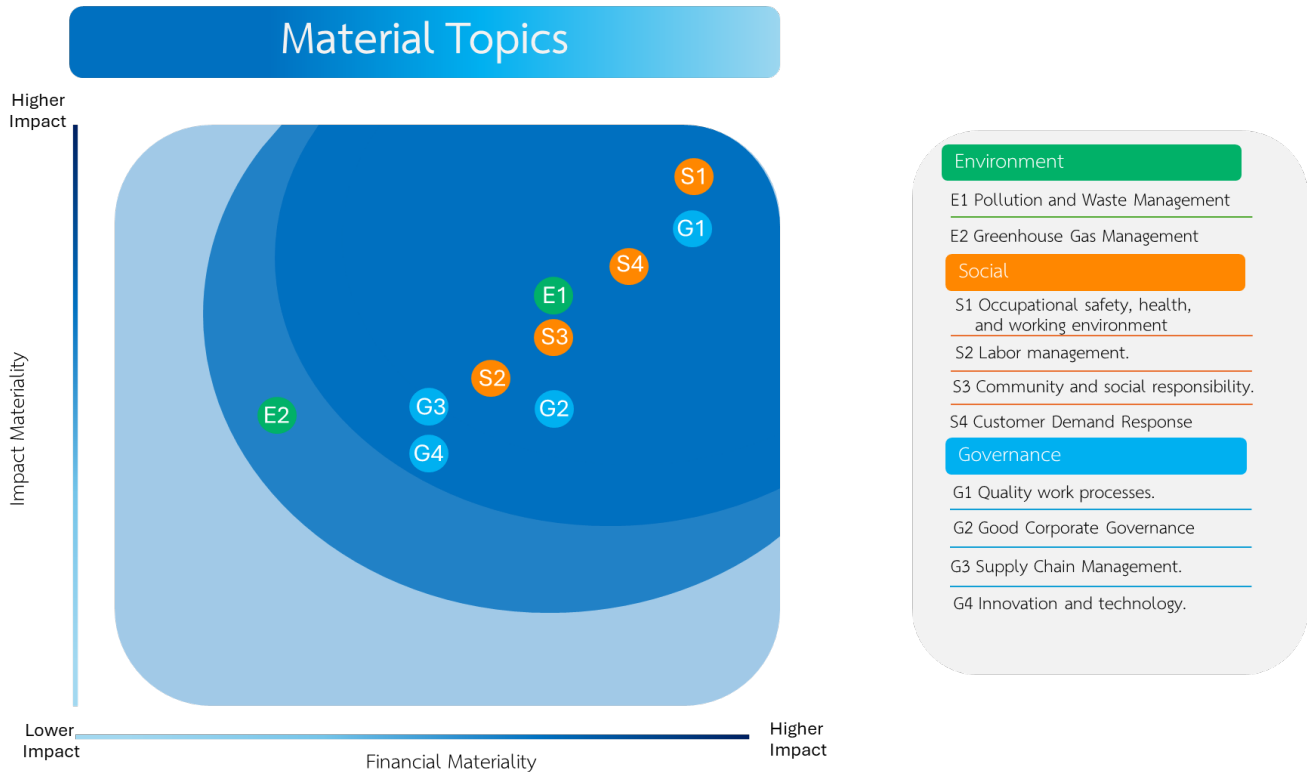 Material Topics
Higher
Impact
Impact Materiality
S1
G1
S4
E1
S3
S2
G3
G2
E2
G4
Lower
Impact
Financial Materiality
Higher
Impact
Environment
E1 Pollution and Waste Management
E2 Greenhouse Gas Management
Social
S1 Occupational safety, health,
and working environment
S2 Labor management.
S3 Community and social responsibility.
S4 Customer Demand Response
Governance
G1 Quality work processes.
G2 Good Corporate Governance
G3 Supply Chain Management.
G4 Innovation and technology.